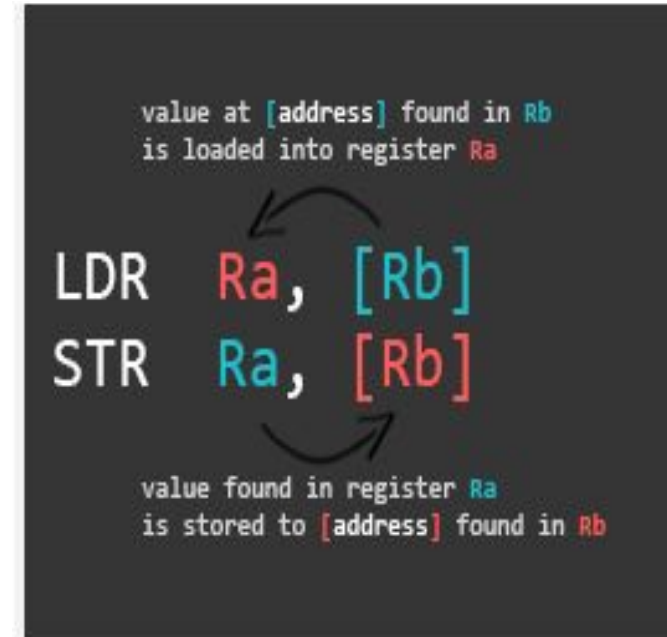 value at [address] found in Rb
is loaded into register Ra
LDR Ra, [Rb]
STR Ra, [Rb]
value found in register Ra
is stored to [address] found in Rb